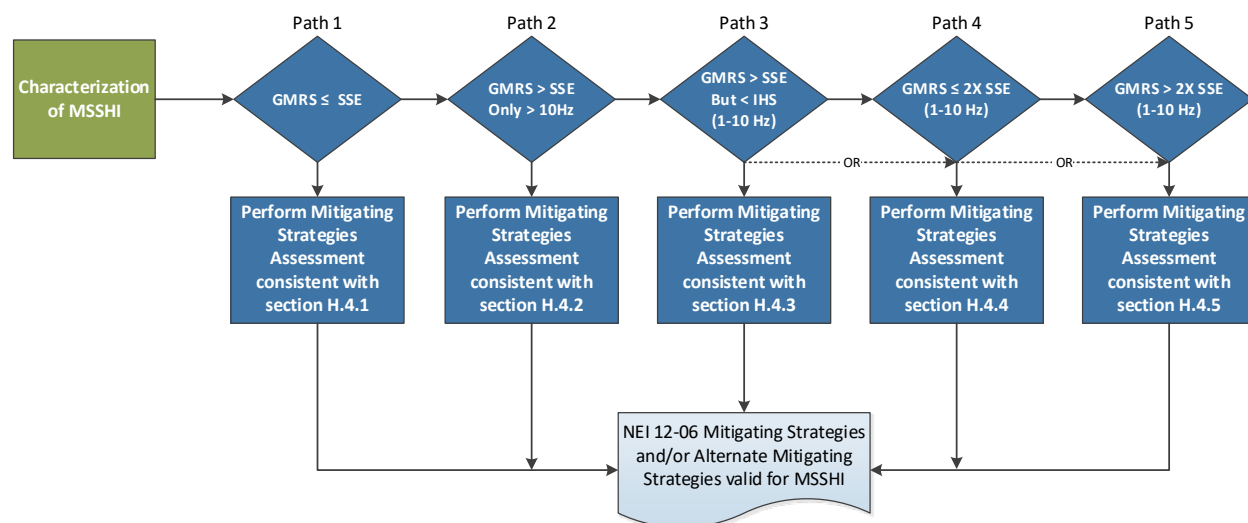 Path 1
Path 2
Path 3
Path 4
Path 5
Characterization
of MSSHI
GMRS ≤ SSE
GMRS > SSE
Only > 10Hz
GMRS > SSE
But < IHS
(1-10 Hz)
GMRS ≤ 2X SSE
(1-10 Hz)
GMRS > 2X SSE
(1-10 Hz)
OR
OR
Perform Mitigating
Strategies
Assessment
consistent with
section H.4.1
Perform Mitigating
Strategies
Assessment
consistent with
section H.4.2
Perform Mitigating
Strategies
Assessment
consistent with
section H.4.3
Perform Mitigating
Strategies
Assessment
consistent with
section H.4.4
Perform Mitigating
Strategies
Assessment
consistent with
section H.4.5
NEI 12-06 Mitigating Strategies
and/or Alternate Mitigating
Strategies valid for MSSHI